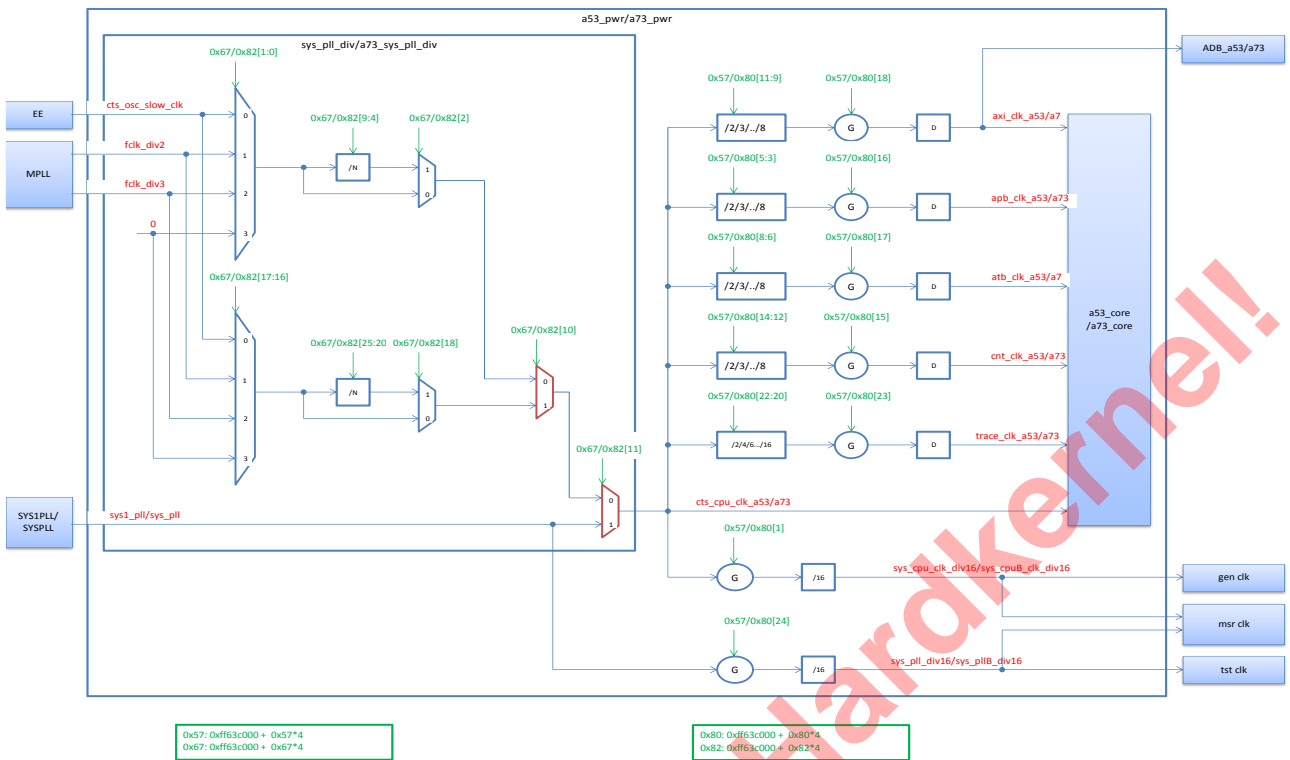 a53_pwr/a73_pwr
sys_pll_div/a73_sys_pll_div
ADB_a53/a73
0x67/0x82[1:0]
0x57/0x80[11:9]
0x57/0x80[18]
EE
cts_osc_slow_clk
0
0x67/0x82[9:4]
0x67/0x82[2]
/2/3/../8
G
D
axi_clk_a53/a7
MPLL
fclk_div2
1
/N
1
0
0x57/0x80[5:3]
0x57/0x80[16]
fclk_div3
2
/2/3/../8
G
D
apb_clk_a53/a73
0
3
0x57/0x80[8:6]
0x57/0x80[17]
0x67/0x82[17:16]
/2/3/../8
G
D
atb_clk_a53/a7
a53_core
/a73_core
0
0x67/0x82[25:20
0x67/0x82[18]
0x67/0x82[10]
0x57/0x80[14:12]
0x57/0x80[15]
1
/N
1
0
0
1
/2/3/../8
G
D
cnt_clk_a53/a73
2
0x57/0x80[22:20]
0x57/0x80[23]
3
0x67/0x82[11]
/2/4/6.../16
G
D
trace_clk_a53/a73
SYS1PLL/
SYSPLL
sys1_pll/sys_pll
0
1
cts_cpu_clk_a53/a73
0x57/0x80[1]
G
/16
sys_cpu_clk_div16/sys_cpuB_clk_div16
gen clk
msr clk
0x57/0x80[24]
G
/16
sys_pll_div16/sys_pllB_div16
tst clk
0x57: 0xff63c000 + 0x57*4
0x67: 0xff63c000 + 0x67*4
0x80: 0xff63c000 + 0x80*4
0x82: 0xff63c000 + 0x82*4
Hardkernel!